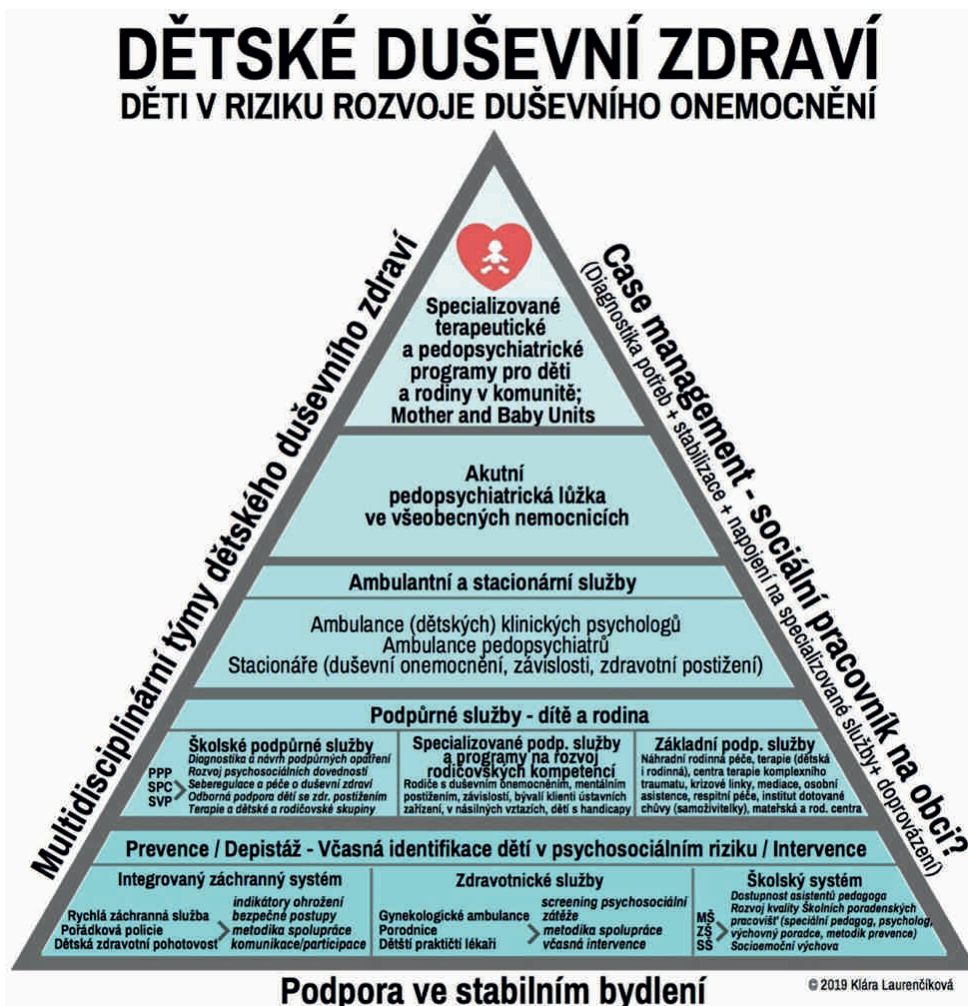 DĚTSKÉ DUŠEVNÍ ZDRAVÍ
DĚTI V RIZIKU ROZVOJE DUŠEVNÍHO ONEMOCNĚNÍ
Multidisciplinární týmy dětského duševního zdraví
Case management - sociální pracovník na obci?
(Diagnostika potřeb + stabilizace + napojení na specializované služby+ doprovázení)
Specializované
terapeutické
a pedopsychiatrické
programy pro děti
a rodiny v komunitě;
Mother and Baby Units
Akutní
pedopsychiatrická lůžka
ve všeobecných nemocnicích
Ambulantní a stacionární služby
Ambulance (dětských) klinických psychologů
Ambulance pedopsychiatrů
Stacionáře (duševní onemocnění, závislosti, zdravotní postižení)
Podpůrné služby - dítě a rodina
Školské podpůrné služby
PPP
SPC
SVP
Diagnostika a návrh podpůrných opatření
Rozvoj psychosociálních dovedností
Seberegulace a péče o duševní zdraví
Odborná podpora dětí se zdr. postižením
Terapie a dětské a rodičovské skupiny
Specializované podp. služby
a programy na rozvoj
rodičovských kompetencí
Rodiče s duševním onemocněním, mentálním
postižením, závislostí, bývalí klienti ústavních
zařízení, v násilných vztazích, dětí s handicapy
Základní podp. služby
Náhradní rodinná péče, terapie (dětská
i rodinná), centra terapie komplexního
traumatu, krizové linky, mediace, osobní
asistence, respitní péče, institut dotované
chůvy (samoživitelky), mateřská a rod. centra
Prevence / Depistáž - Včasná identifikace dětí v psychosociálním riziku / Intervence
Integrovaný záchranný systém
Rychlá záchranná služba
Pořádková policie
Dětská zdravotní pohotovost
indikátory ohrožení
bezpečné postupy
metodika spolupráce
komunikace/participace
Zdravotnické služby
Gynekologické ambulance
Porodnice
Dětští praktičtí lékaři
screening psychosociální
zátěže
metodika spolupráce
včasná intervence
Školský systém
MŠ
ZŠ
SŠ
Dostupnost asistentů pedagoga
Rozvoj kvality Školních poradenských
pracovišť (speciální pedagog, psycholog,
výchovný poradce, metodik prevence)
Socioemoční výchova
Podpora ve stabilním bydlení
© 2019 Klára Laurenčíková